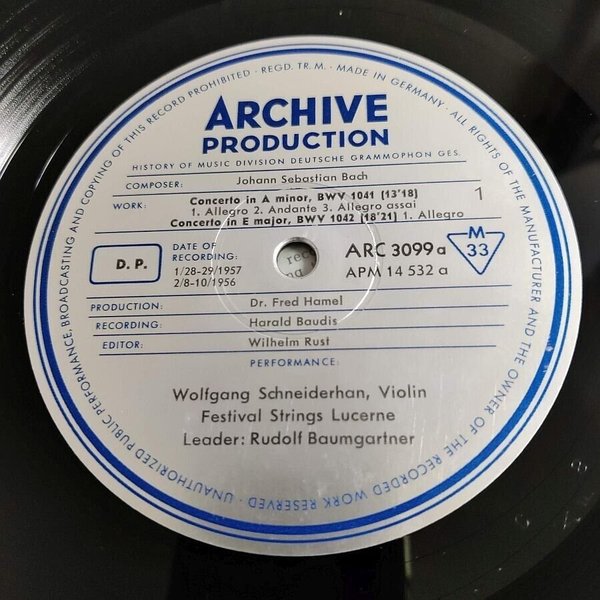 UNAUTHORIZED PUBLIC PERFORMANCE, BROADCASTING AND COPYING OF THIS RECORD PROHIBITED · REGD. TR. M. · MADE IN GERMANY · ALL RIGHTS OF THE MANUFACTURER AND THE OWNER OF THE RECORDED WORK RESERVED ·
ARCHIVE
PRODUCTION
HISTORY OF MUSIC DIVISION DEUTSCHE GRAMMOPHON GES.
COMPOSER: Johann Sebastian Bach
WORK: Concerto in A minor, BWV 1041 (13'18) 1
1. Allegro 2. Andante 3. Allegro assai
Concerto in E major, BWV 1042 (18'21) 1. Allegro
D. P.
DATE OF
RECORDING:
1/28-29/1957
2/8-10/1956
rec
ng
ARC 3099 a
APM 14 532 a
M
33
PRODUCTION: Dr. Fred Hamel
RECORDING: Harald Baudis
EDITOR: Wilhelm Rust
PERFORMANCE:
Wolfgang Schneiderhan, Violin
Festival Strings Lucerne
Leader: Rudolf Baumgartner